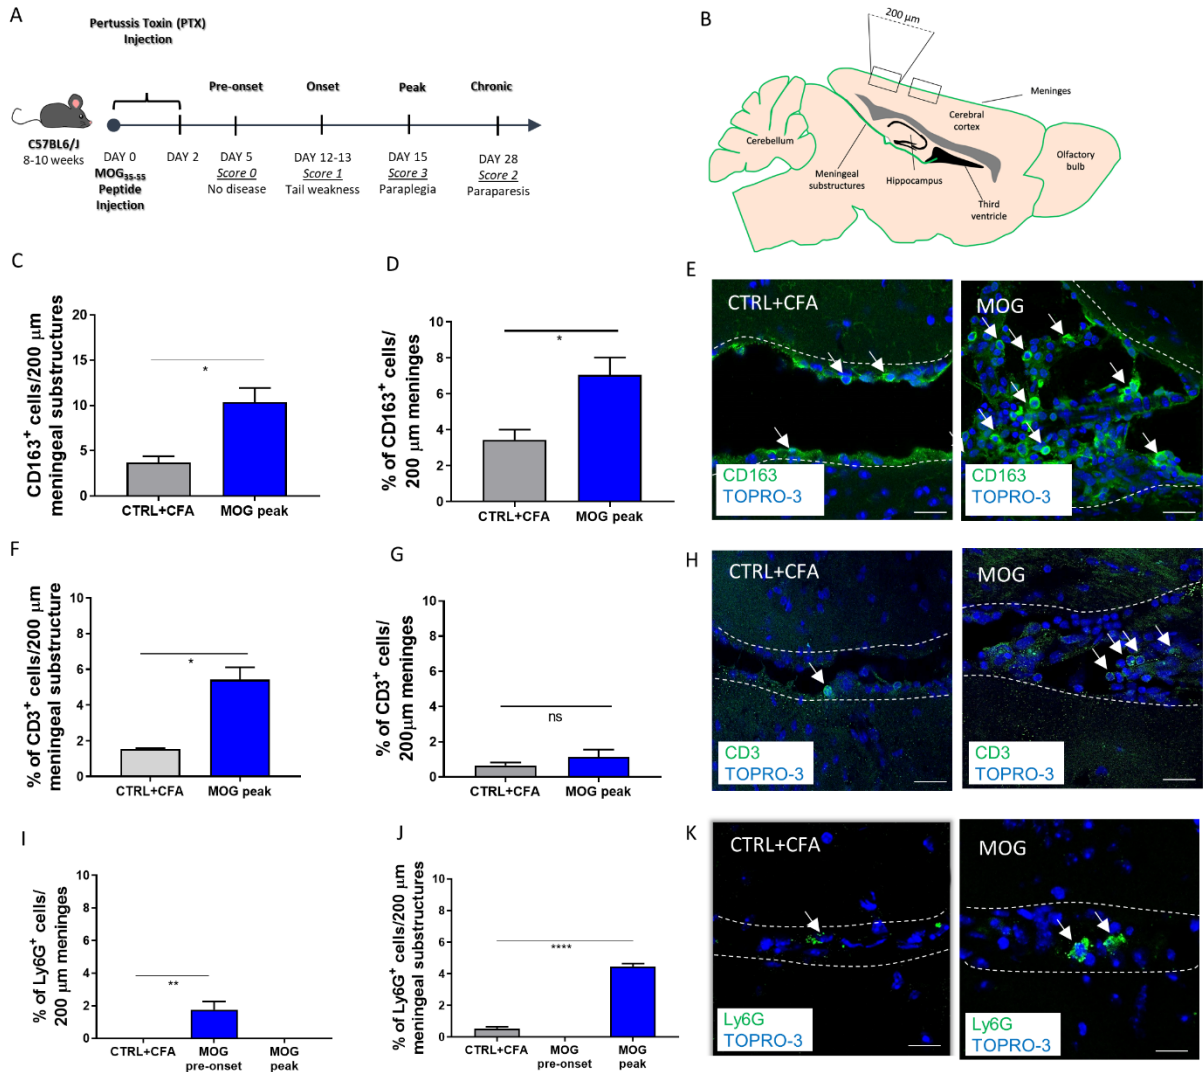 A
Pertussis Toxin (PTX)
Injection
Pre-onset
Onset
Peak
Chronic
C57BL6/J
8-10 weeks
DAY 0
MOG35-55
Peptide
Injection
DAY 2
DAY 5
Score 0
No disease
DAY 12-13
Score 1
Tail weakness
DAY 15
Score 3
Paraplegia
DAY 28
Score 2
Paraparesis
B
200 µm
Meninges
Cerebral
cortex
Cerebellum
Olfactory
bulb
Meningeal
substructures
Hippocampus
Third
ventricle
C
CD163+ cells/200 µm
meningeal substructures
20
15
10
5
0
*
CTRL+CFA
MOG peak
D
% of CD163+ cells/
200 µm meninges
10
8
6
4
2
0
*
CTRL+CFA
MOG peak
E
CTRL+CFA
CD163
TOPRO-3
MOG
CD163
TOPRO-3
F
% of CD3+ cells/200 µm
meningeal substructure
10
8
6
4
2
0
*
CTRL+CFA
MOG peak
G
% of CD3+ cells/
200µm meninges
10
8
6
4
2
0
ns
CTRL+CFA
MOG peak
H
CTRL+CFA
CD3
TOPRO-3
MOG
CD3
TOPRO-3
I
% of Ly6G+ cells/
200 µm meninges
10
8
6
4
2
0
**
CTRL+CFA
MOG
pre-onset
MOG
peak
J
% of Ly6G+ cells/200 µm
meningeal substructures
10
8
6
4
2
0
****
CTRL+CFA
MOG
pre-onset
MOG
peak
K
CTRL+CFA
Ly6G
TOPRO-3
MOG
Ly6G
TOPRO-3